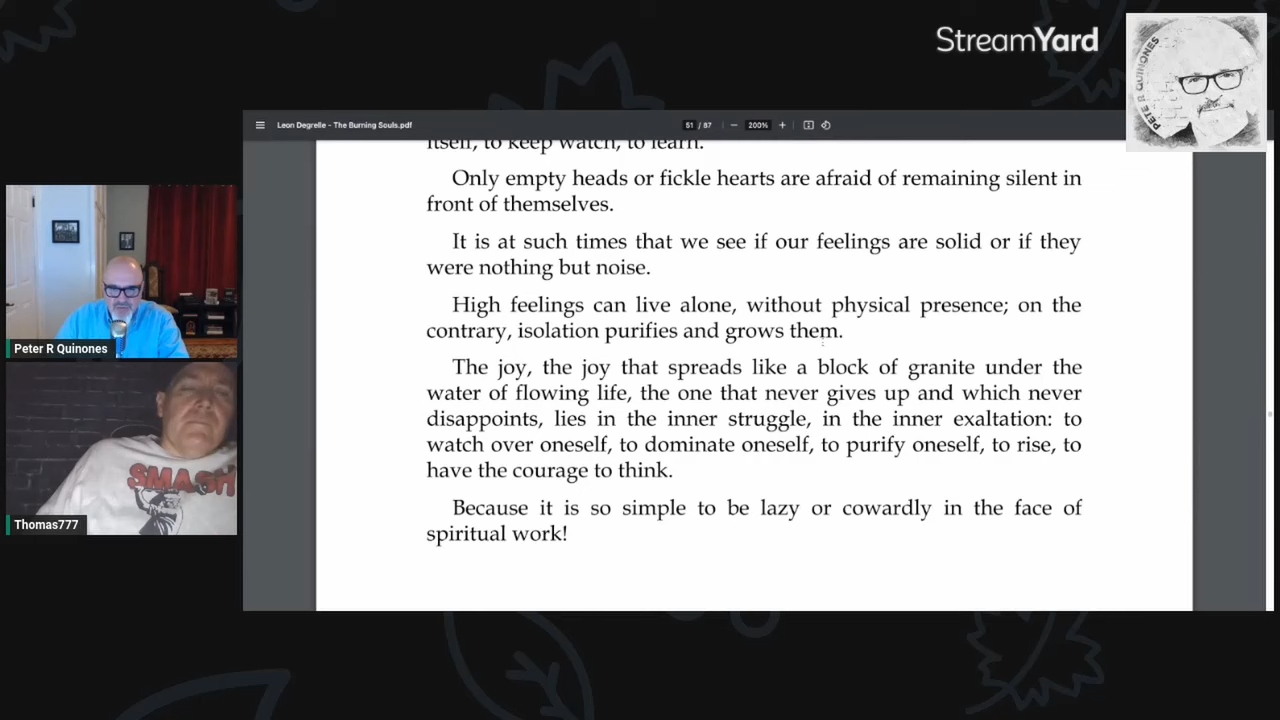 StreamYard
PETER R QUINONES
Leon Degrelle - The Burning Souls.pdf
51 / 87
200%
itself, to keep watch, to learn.
Only empty heads or fickle hearts are afraid of remaining silent in
front of themselves.
It is at such times that we see if our feelings are solid or if they
were nothing but noise.
High feelings can live alone, without physical presence; on the
contrary, isolation purifies and grows them.
The joy, the joy that spreads like a block of granite under the
water of flowing life, the one that never gives up and which never
disappoints, lies in the inner struggle, in the inner exaltation: to
watch over oneself, to dominate oneself, to purify oneself, to rise, to
have the courage to think.
Because it is so simple to be lazy or cowardly in the face of
spiritual work!
Peter R Quinones
SMASH
Thomas777